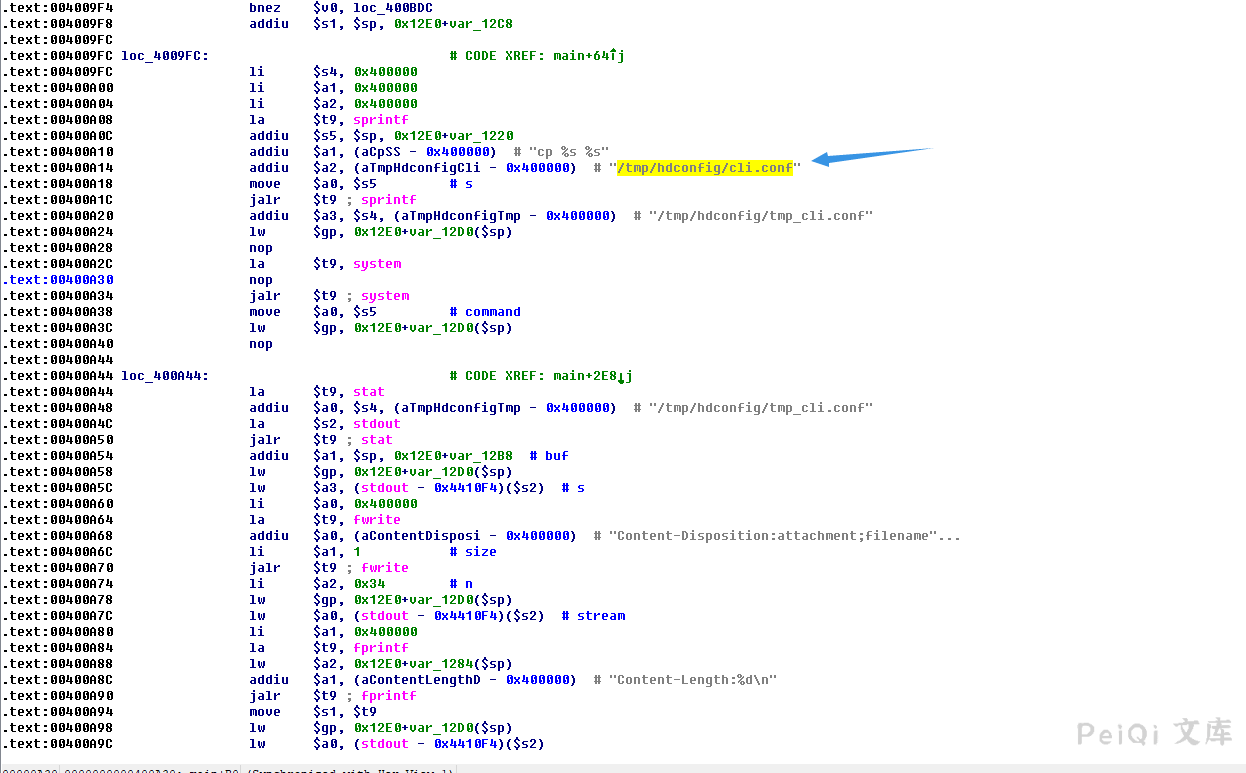 .text:004009F4 bnez $v0, loc_400BDC
.text:004009F8 addiu $s1, $sp, 0x12E0+var_12C8
.text:004009FC
.text:004009FC loc_4009FC: # CODE XREF: main+64↑j
.text:004009FC li $s4, 0x400000
.text:00400A00 li $a1, 0x400000
.text:00400A04 li $a2, 0x400000
.text:00400A08 la $t9, sprintf
.text:00400A0C addiu $s5, $sp, 0x12E0+var_1220
.text:00400A10 addiu $a1, (aCpSS - 0x400000) # "cp %s %s"
.text:00400A14 addiu $a2, (aTmpHdconfigCli - 0x400000) # "/tmp/hdconfig/cli.conf"
.text:00400A18 move $a0, $s5 # s
.text:00400A1C jalr $t9 ; sprintf
.text:00400A20 addiu $a3, $s4, (aTmpHdconfigTmp - 0x400000) # "/tmp/hdconfig/tmp_cli.conf"
.text:00400A24 lw $gp, 0x12E0+var_12D0($sp)
.text:00400A28 nop
.text:00400A2C la $t9, system
.text:00400A30 nop
.text:00400A34 jalr $t9 ; system
.text:00400A38 move $a0, $s5 # command
.text:00400A3C lw $gp, 0x12E0+var_12D0($sp)
.text:00400A40 nop
.text:00400A44
.text:00400A44 loc_400A44: # CODE XREF: main+2E8↓j
.text:00400A44 la $t9, stat
.text:00400A48 addiu $a0, $s4, (aTmpHdconfigTmp - 0x400000) # "/tmp/hdconfig/tmp_cli.conf"
.text:00400A4C la $s2, stdout
.text:00400A50 jalr $t9 ; stat
.text:00400A54 addiu $a1, $sp, 0x12E0+var_12B8 # buf
.text:00400A58 lw $gp, 0x12E0+var_12D0($sp)
.text:00400A5C lw $a3, (stdout - 0x4410F4)($s2) # s
.text:00400A60 li $a0, 0x400000
.text:00400A64 la $t9, fwrite
.text:00400A68 addiu $a0, (aContentDisposi - 0x400000) # "Content-Disposition:attachment;filename"...
.text:00400A6C li $a1, 1 # size
.text:00400A70 jalr $t9 ; fwrite
.text:00400A74 li $a2, 0x34 # n
.text:00400A78 lw $gp, 0x12E0+var_12D0($sp)
.text:00400A7C lw $a0, (stdout - 0x4410F4)($s2) # stream
.text:00400A80 li $a1, 0x400000
.text:00400A84 la $t9, fprintf
.text:00400A88 lw $a2, 0x12E0+var_1284($sp)
.text:00400A8C addiu $a1, (aContentLengthD - 0x400000) # "Content-Length:%d\n"
.text:00400A90 jalr $t9 ; fprintf
.text:00400A94 move $s1, $t9
.text:00400A98 lw $gp, 0x12E0+var_12D0($sp)
.text:00400A9C lw $a0, (stdout - 0x4410F4)($s2)
PeiQi 文库